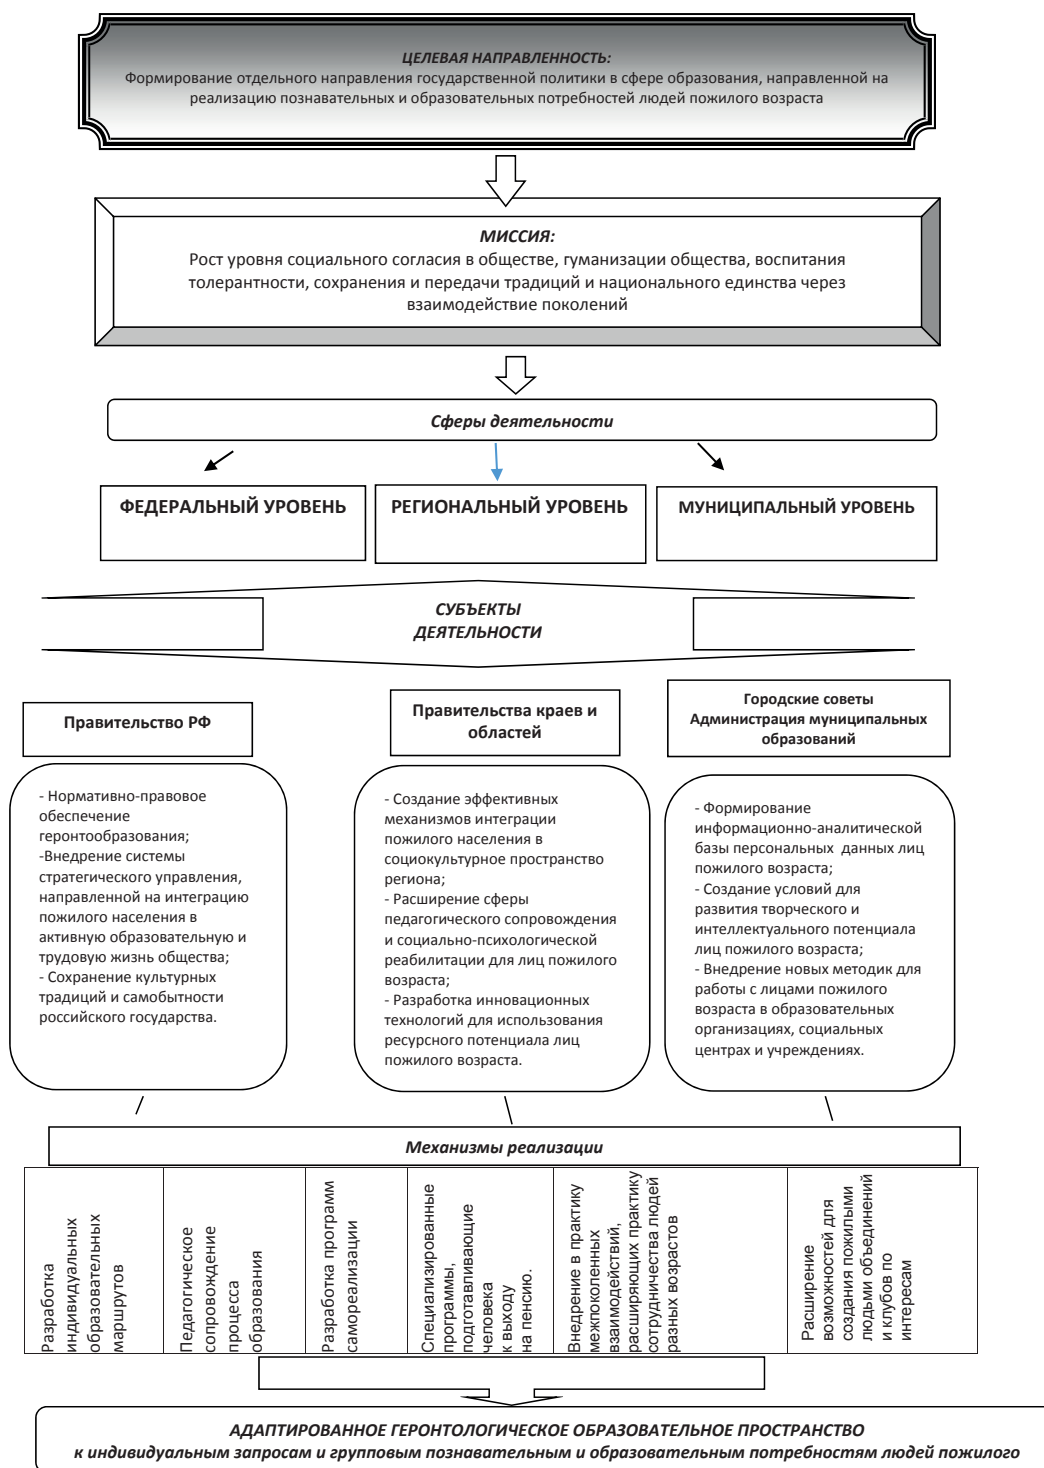 ЦЕЛЕВАЯ НАПРАВЛЕННОСТЬ:
Формирование отдельного направления государственной политики в сфере образования, направленной на
реализацию познавательных и образовательных потребностей людей пожилого возраста
МИССИЯ:
Рост уровня социального согласия в обществе, гуманизации общества, воспитания
толерантности, сохранения и передачи традиций и национального единства через
взаимодействие поколений
Сферы деятельности
ФЕДЕРАЛЬНЫЙ УРОВЕНЬ
РЕГИОНАЛЬНЫЙ УРОВЕНЬ
МУНИЦИПАЛЬНЫЙ УРОВЕНЬ
СУБЪЕКТЫ
ДЕЯТЕЛЬНОСТИ
Правительство РФ
Правительства краев и
областей
Городские советы
Администрация муниципальных
образований
- Нормативно-правовое
обеспечение
геронтообразования;
-Внедрение системы
стратегического управления,
направленной на интеграцию
пожилого населения в
активную образовательную и
трудовую жизнь общества;
- Сохранение культурных
традиций и самобытности
российского государства.
- Создание эффективных
механизмов интеграции
пожилого населения в
социокультурное пространство
региона;
- Расширение сферы
педагогического сопровождения
и социально-психологической
реабилитации для лиц пожилого
возраста;
- Разработка инновационных
технологий для использования
ресурсного потенциала лиц
пожилого возраста.
- Формирование
информационно-аналитической
базы персональных данных лиц
пожилого возраста;
- Создание условий для
развития творческого и
интеллектуального потенциала
лиц пожилого возраста;
- Внедрение новых методик для
работы с лицами пожилого
возраста в образовательных
организациях, социальных
центрах и учреждениях.
Механизмы реализации
Разработка
индивидуальных
образовательных
маршрутов
Педагогическое
сопровождение
процесса
образования
Разработка программ
самореализации
Специализированные
программы,
подготавливающие
человека
к выходу
на пенсию.
Внедрение в практику
межпоколенных
взаимодействий,
расширяющих практику
сотрудничества людей
разных возрастов
Расширение
возможностей для
создания пожилыми
людьми объединений
и клубов по
интересам
АДАПТИРОВАННОЕ ГЕРОНТОЛОГИЧЕСКОЕ ОБРАЗОВАТЕЛЬНОЕ ПРОСТРАНСТВО
к индивидуальным запросам и групповым познавательным и образовательным потребностям людей пожилого